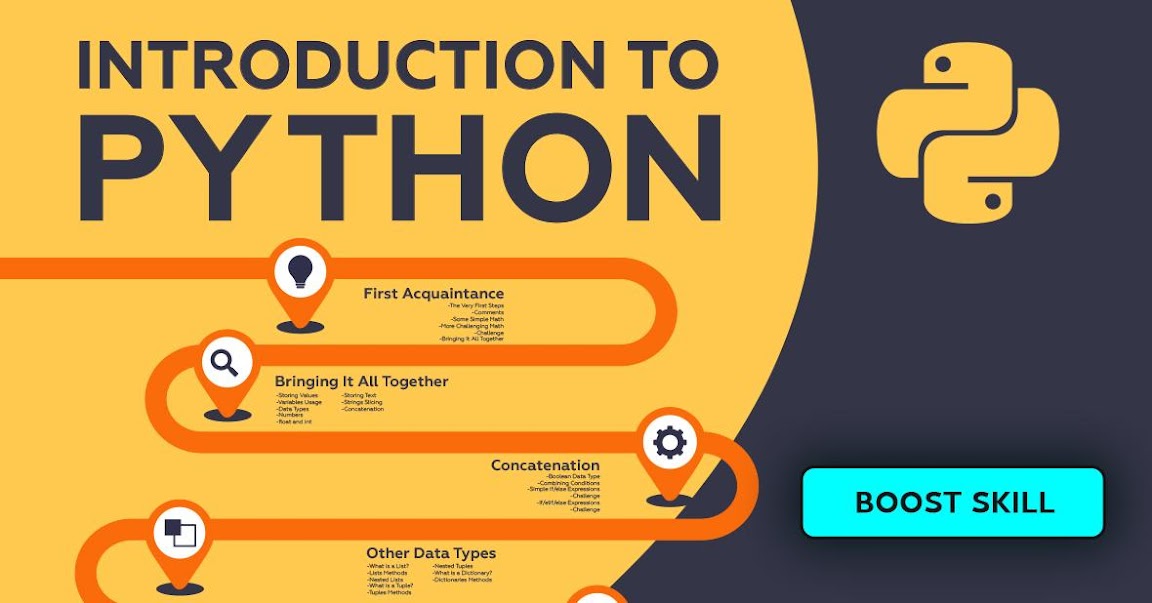 INTRODUCTION TO
PYTHON
First Acquaintance
-The Very First Steps
-Comments
-Some Simple Math
-More Challenging Math
-Challenge
-Bringing It All Together
Bringing It All Together
-Storing Values
-Variables Usage
-Data Types
-Numbers
-float and int
-Storing Text
-Strings Slicing
-Concatenation
Concatenation
-Boolean Data Type
-Combining Conditions
-Simple If/else Expressions
-Challenge
-If/elif/else Expressions
-Challenge
BOOST SKILL
Other Data Types
-What is a List?
-Lists Methods
-Nested Lists
-What is a Tuple?
-Tuples Methods
-Nested Tuples
-What is a Dictionary?
-Dictionaries Methods